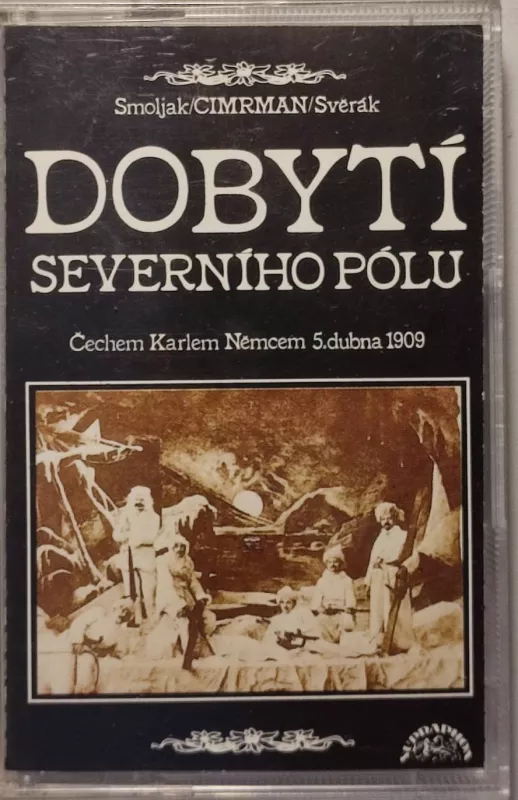 Smoljak/CIMRMAN/Svěrák
DOBYTÍ
SEVERNÍHO PÓLU
Čechem Karlem Němcem 5.dubna 1909
SUPRAPHON